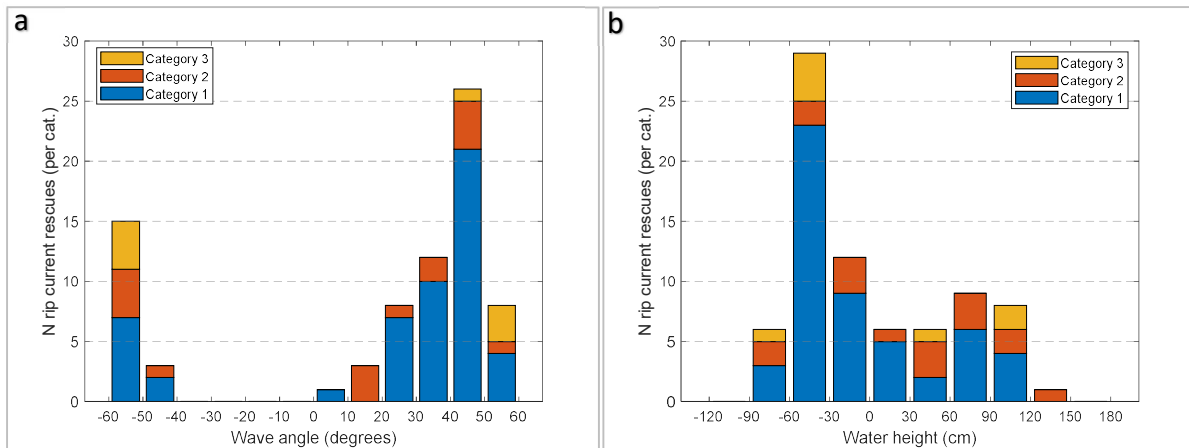 a
N rip current rescues (per cat.)
30
25
20
15
10
5
0
Category 3
Category 2
Category 1
-60 -50 -40 -30 -20 -10 0 10 20 30 40 50 60
Wave angle (degrees)
b
N rip current rescues (per cat.)
30
25
20
15
10
5
0
Category 3
Category 2
Category 1
-120 -90 -60 -30 0 30 60 90 120 150 180
Water height (cm)